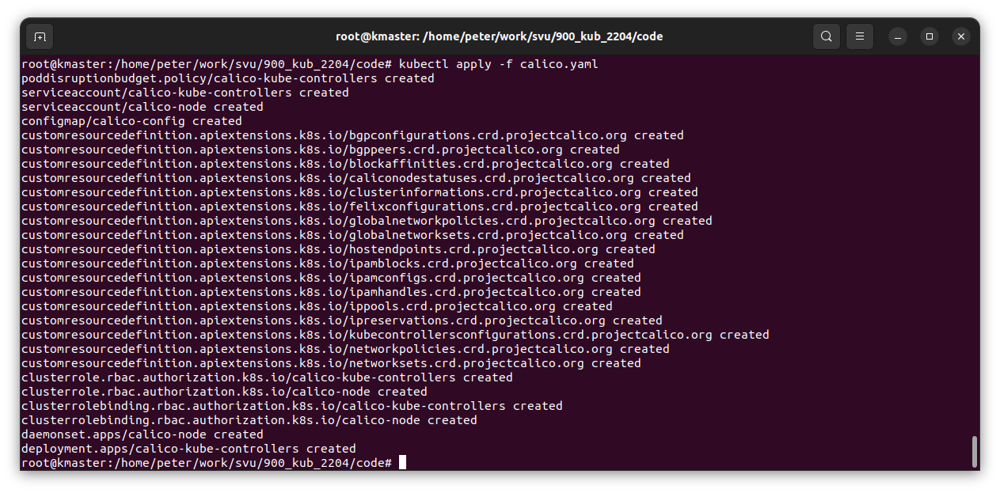 root@kmaster: /home/peter/work/svu/900_kub_2204/code
root@kmaster:/home/peter/work/svu/900_kub_2204/code# kubectl apply -f calico.yaml
poddisruptionbudget.policy/calico-kube-controllers created
serviceaccount/calico-kube-controllers created
serviceaccount/calico-node created
configmap/calico-config created
customresourcedefinition.apiextensions.k8s.io/bgpconfigurations.crd.projectcalico.org created
customresourcedefinition.apiextensions.k8s.io/bgppeers.crd.projectcalico.org created
customresourcedefinition.apiextensions.k8s.io/blockaffinities.crd.projectcalico.org created
customresourcedefinition.apiextensions.k8s.io/caliconodestatuses.crd.projectcalico.org created
customresourcedefinition.apiextensions.k8s.io/clusterinformations.crd.projectcalico.org created
customresourcedefinition.apiextensions.k8s.io/felixconfigurations.crd.projectcalico.org created
customresourcedefinition.apiextensions.k8s.io/globalnetworkpolicies.crd.projectcalico.org created
customresourcedefinition.apiextensions.k8s.io/globalnetworksets.crd.projectcalico.org created
customresourcedefinition.apiextensions.k8s.io/hostendpoints.crd.projectcalico.org created
customresourcedefinition.apiextensions.k8s.io/ipamblocks.crd.projectcalico.org created
customresourcedefinition.apiextensions.k8s.io/ipamconfigs.crd.projectcalico.org created
customresourcedefinition.apiextensions.k8s.io/ipamhandles.crd.projectcalico.org created
customresourcedefinition.apiextensions.k8s.io/ippools.crd.projectcalico.org created
customresourcedefinition.apiextensions.k8s.io/ipreservations.crd.projectcalico.org created
customresourcedefinition.apiextensions.k8s.io/kubecontrollersconfigurations.crd.projectcalico.org created
customresourcedefinition.apiextensions.k8s.io/networkpolicies.crd.projectcalico.org created
customresourcedefinition.apiextensions.k8s.io/networksets.crd.projectcalico.org created
clusterrole.rbac.authorization.k8s.io/calico-kube-controllers created
clusterrole.rbac.authorization.k8s.io/calico-node created
clusterrolebinding.rbac.authorization.k8s.io/calico-kube-controllers created
clusterrolebinding.rbac.authorization.k8s.io/calico-node created
daemonset.apps/calico-node created
deployment.apps/calico-kube-controllers created
root@kmaster:/home/peter/work/svu/900_kub_2204/code#